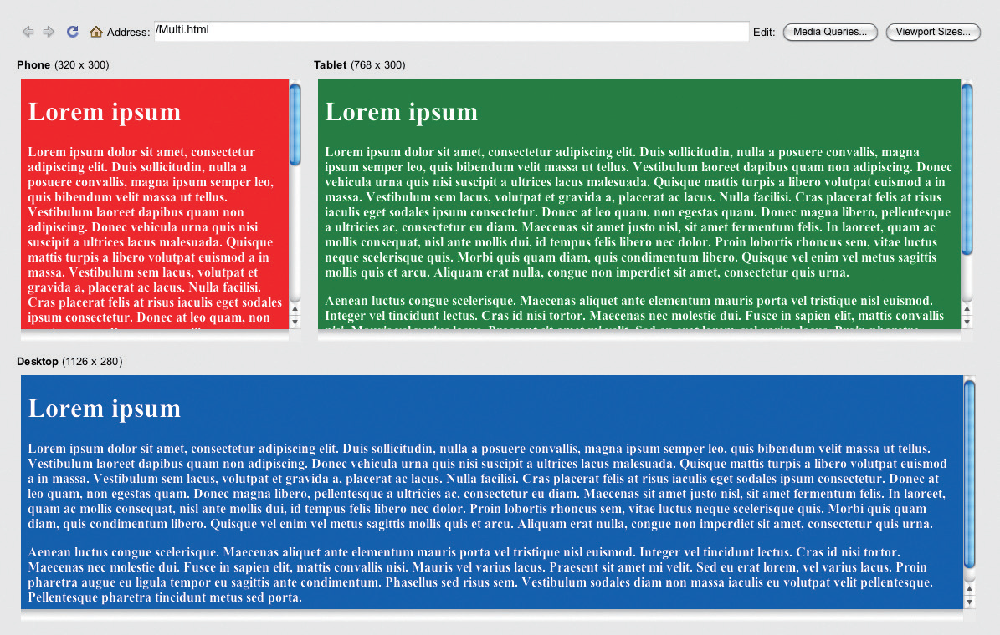 Address: /Multi.html Edit: Media Queries... Viewport Sizes...
Phone (320 x 300)
Lorem ipsum
Lorem ipsum dolor sit amet, consectetur
adipiscing elit. Duis sollicitudin, nulla a
posuere convallis, magna ipsum semper leo,
quis bibendum velit massa ut tellus.
Vestibulum laoreet dapibus quam non
adipiscing. Donec vehicula urna quis nisi
suscipit a ultrices lacus malesuada. Quisque
mattis turpis a libero volutpat euismod a in
massa. Vestibulum sem lacus, volutpat et
gravida a, placerat ac lacus. Nulla facilisi.
Cras placerat felis at risus iaculis eget sodales
ipsum consectetur. Donec at leo quam, non
Tablet (768 x 300)
Lorem ipsum
Lorem ipsum dolor sit amet, consectetur adipiscing elit. Duis sollicitudin, nulla a posuere convallis, magna
ipsum semper leo, quis bibendum velit massa ut tellus. Vestibulum laoreet dapibus quam non adipiscing. Donec
vehicula urna quis nisi suscipit a ultrices lacus malesuada. Quisque mattis turpis a libero volutpat euismod a in
massa. Vestibulum sem lacus, volutpat et gravida a, placerat ac lacus. Nulla facilisi. Cras placerat felis at risus
iaculis eget sodales ipsum consectetur. Donec at leo quam, non egestas quam. Donec magna libero, pellentesque
a ultricies ac, consectetur eu diam. Maecenas sit amet justo nisl, sit amet fermentum felis. In laoreet, quam ac
mollis consequat, nisl ante mollis dui, id tempus felis libero nec dolor. Proin lobortis rhoncus sem, vitae luctus
neque scelerisque quis. Morbi quis quam diam, quis condimentum libero. Quisque vel enim vel metus sagittis
mollis quis et arcu. Aliquam erat nulla, congue non imperdiet sit amet, consectetur quis urna.
Aenean luctus congue scelerisque. Maecenas aliquet ante elementum mauris porta vel tristique nisl euismod.
Integer vel tincidunt lectus. Cras id nisi tortor. Maecenas nec molestie dui. Fusce in sapien elit, mattis convallis
nisi. Mauris vel varius lacus. Praesent sit amet mi velit. Sed eu erat lorem, vel varius lacus. Proin pharetra
Desktop (1126 x 280)
Lorem ipsum
Lorem ipsum dolor sit amet, consectetur adipiscing elit. Duis sollicitudin, nulla a posuere convallis, magna ipsum semper leo, quis bibendum velit massa ut tellus.
Vestibulum laoreet dapibus quam non adipiscing. Donec vehicula urna quis nisi suscipit a ultrices lacus malesuada. Quisque mattis turpis a libero volutpat euismod
a in massa. Vestibulum sem lacus, volutpat et gravida a, placerat ac lacus. Nulla facilisi. Cras placerat felis at risus iaculis eget sodales ipsum consectetur. Donec at
leo quam, non egestas quam. Donec magna libero, pellentesque a ultricies ac, consectetur eu diam. Maecenas sit amet justo nisl, sit amet fermentum felis. In laoreet,
quam ac mollis consequat, nisl ante mollis dui, id tempus felis libero nec dolor. Proin lobortis rhoncus sem, vitae luctus neque scelerisque quis. Morbi quis quam
diam, quis condimentum libero. Quisque vel enim vel metus sagittis mollis quis et arcu. Aliquam erat nulla, congue non imperdiet sit amet, consectetur quis urna.
Aenean luctus congue scelerisque. Maecenas aliquet ante elementum mauris porta vel tristique nisl euismod. Integer vel tincidunt lectus. Cras id nisi tortor.
Maecenas nec molestie dui. Fusce in sapien elit, mattis convallis nisi. Mauris vel varius lacus. Praesent sit amet mi velit. Sed eu erat lorem, vel varius lacus. Proin
pharetra augue eu ligula tempor eu sagittis ante condimentum. Phasellus sed risus sem. Vestibulum sodales diam non massa iaculis eu volutpat velit pellentesque.
Pellentesque pharetra tincidunt metus sed porta.